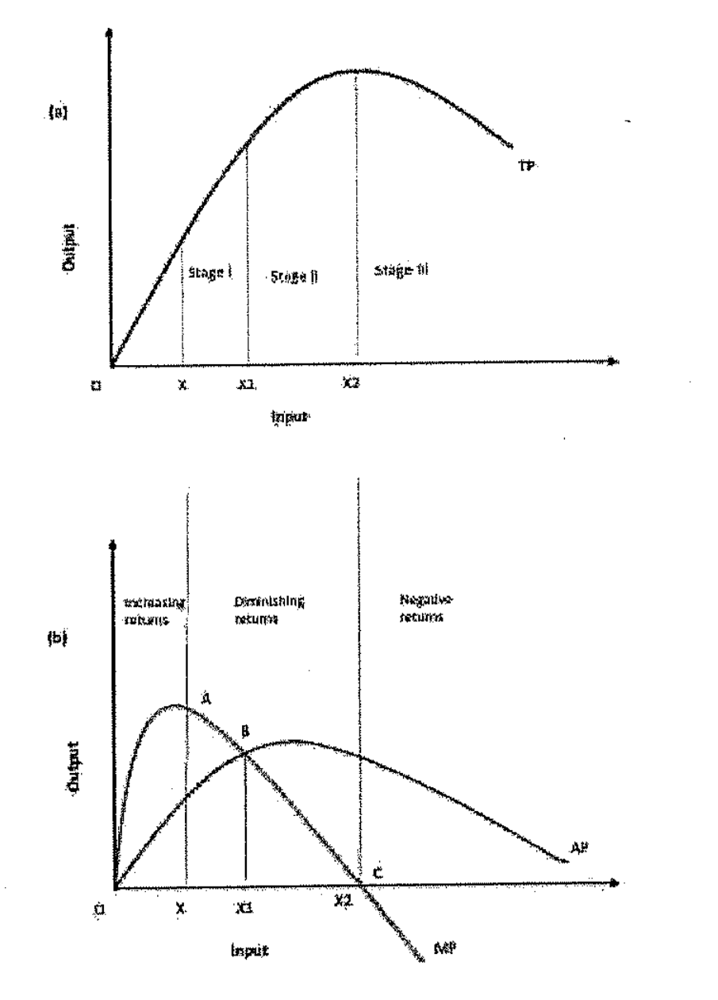 (a)
Output
TP
Stage I
Stage II
Stage III
O
X
X1
X2
Input
Increasing
returns
Diminishing
returns
Negative
returns
(b)
A
B
Output
AP
C
O
X
X1
X2
Input
MP